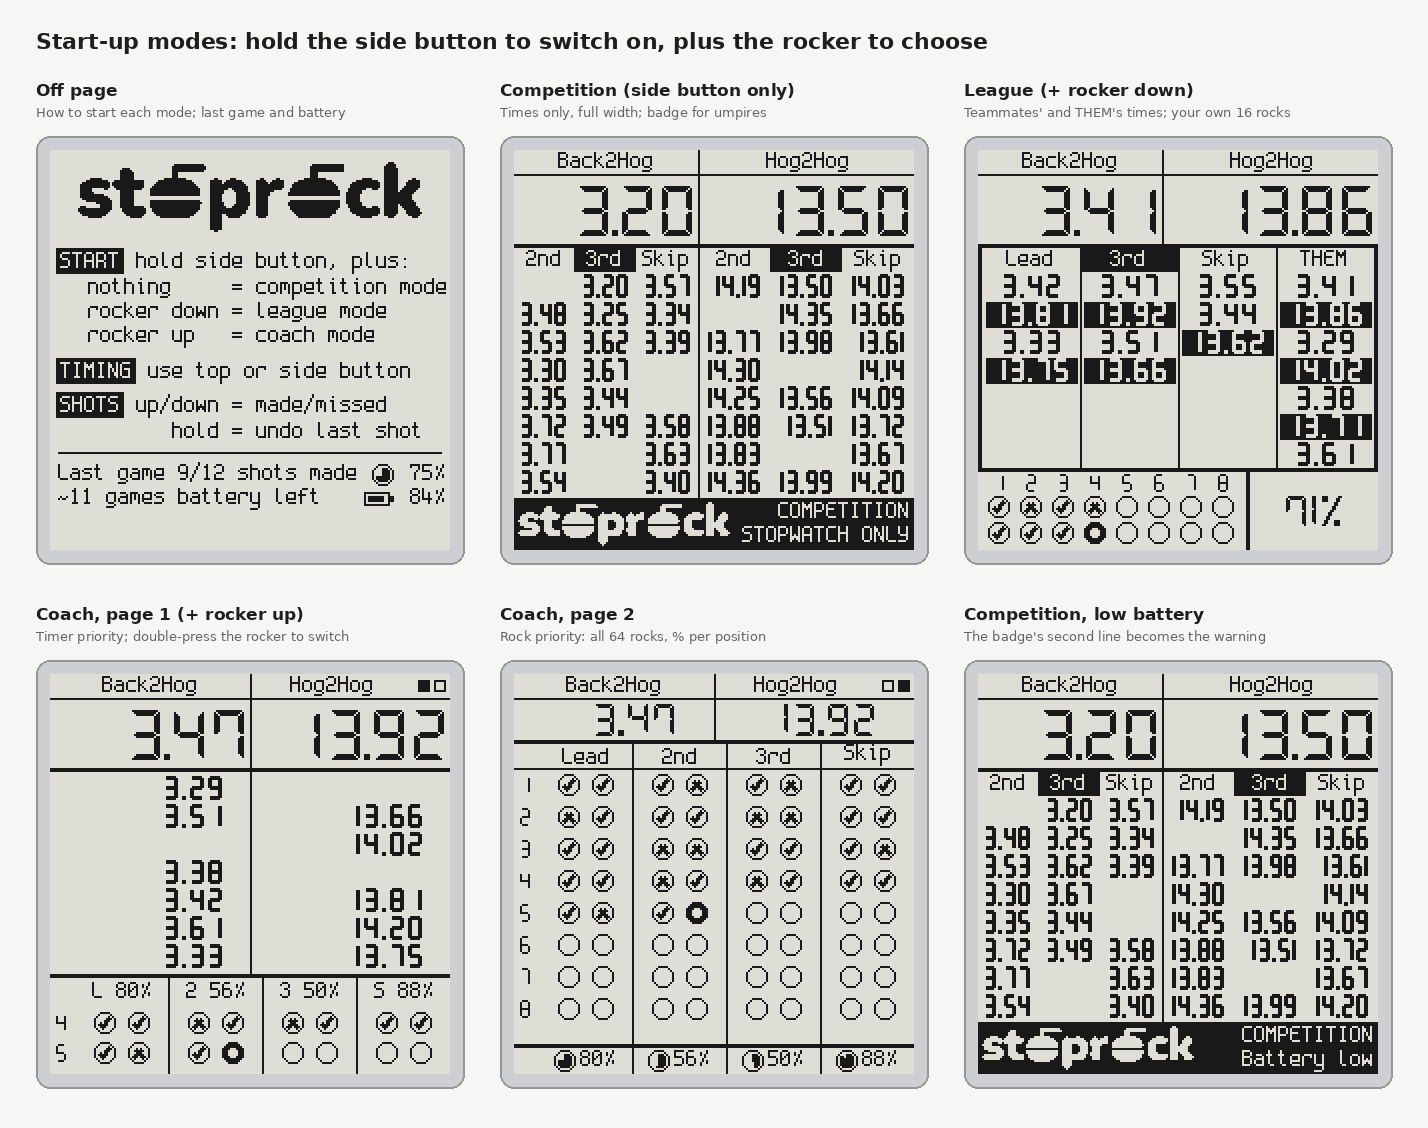 Start-up modes: hold the side button to switch on, plus the rocker to choose
Off page
How to start each mode; last game and battery
stoprock
START hold side button, plus:
nothing = competition mode
rocker down = league mode
rocker up = coach mode
TIMING use top or side button
SHOTS up/down = made/missed
hold = undo last shot
Last game 9/12 shots made 75%
~11 games battery left 84%
Competition (side button only)
Times only, full width; badge for umpires
Back2Hog Hog2Hog
3.20 13.50
2nd 3rd Skip 2nd 3rd Skip
3.20 3.57 14.19 13.50 14.03
3.48 3.25 3.34 14.35 13.66
3.53 3.62 3.39 13.77 13.98 13.61
3.30 3.67 14.30 14.14
3.35 3.44 14.25 13.56 14.09
3.72 3.49 3.58 13.88 13.51 13.72
3.77 3.63 13.83 13.67
3.54 3.40 14.36 13.99 14.20
stoprock COMPETITION
STOPWATCH ONLY
League (+ rocker down)
Teammates' and THEM's times; your own 16 rocks
Back2Hog Hog2Hog
3.41 13.86
Lead 3rd Skip THEM
3.42 3.47 3.55 3.41
13.81 13.92 3.44 13.86
3.33 3.51 13.62 3.29
13.75 13.66 14.02
3.38
13.71
3.61
1 2 3 4 5 6 7 8
71%
Coach, page 1 (+ rocker up)
Timer priority; double-press the rocker to switch
Back2Hog Hog2Hog
3.47 13.92
3.29
3.51 13.66
14.02
3.38
3.42 13.81
3.61 14.20
3.33 13.75
L 80% 2 56% 3 50% S 88%
4
5
Coach, page 2
Rock priority: all 64 rocks, % per position
Back2Hog Hog2Hog
3.47 13.92
Lead 2nd 3rd Skip
1
2
3
4
5
6
7
8
80% 56% 50% 88%
Competition, low battery
The badge's second line becomes the warning
Back2Hog Hog2Hog
3.20 13.50
2nd 3rd Skip 2nd 3rd Skip
3.20 3.57 14.19 13.50 14.03
3.48 3.25 3.34 14.35 13.66
3.53 3.62 3.39 13.77 13.98 13.61
3.30 3.67 14.30 14.14
3.35 3.44 14.25 13.56 14.09
3.72 3.49 3.58 13.88 13.51 13.72
3.77 3.63 13.83 13.67
3.54 3.40 14.36 13.99 14.20
stoprock COMPETITION
Battery low